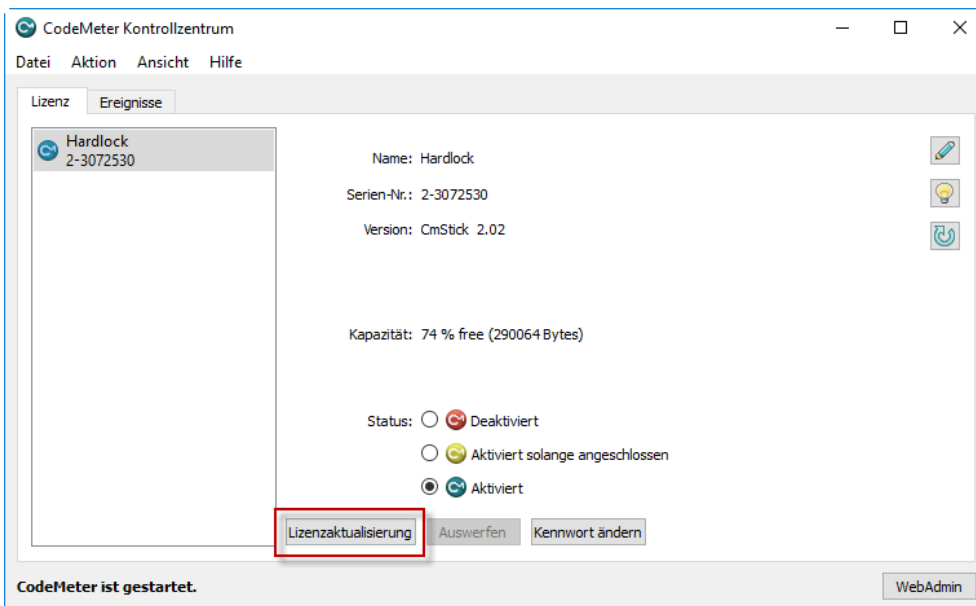 CodeMeter Kontrollzentrum
Datei Aktion Ansicht Hilfe
Lizenz Ereignisse
Hardlock
2-3072530
Name: Hardlock
Serien-Nr.: 2-3072530
Version: CmStick 2.02
Kapazität: 74 % free (290064 Bytes)
Status: Deaktiviert
Aktiviert solange angeschlossen
Aktiviert
Lizenzaktualisierung Auswerfen Kennwort ändern
CodeMeter ist gestartet. WebAdmin